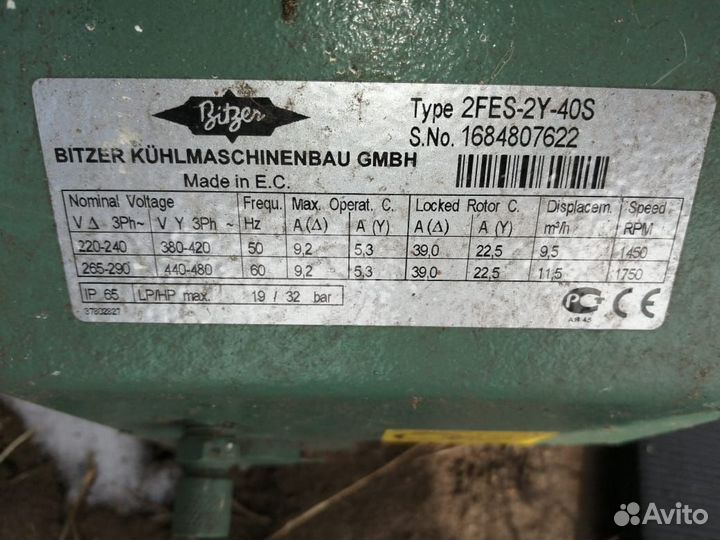 Bitzer
Type 2FES-2Y-40S
S.No. 1684807622
BITZER KÜHLMASCHINENBAU GMBH
Made in E.C.
Nominal Voltage Frequ. Max. Operat. C. Locked Rotor C. Displacem. Speed
V Δ 3Ph~ V Y 3Ph ~ Hz A (Δ) A (Y) A (Δ) A (Y) m³/h RPM
220-240 380-420 50 9,2 5,3 39,0 22,5 9,5 1450
265-290 440-480 60 9,2 5,3 39,0 22,5 11,5 1750
IP 65 LP/HP max. 19 / 32 bar
37802827
РСТ CE
Avito